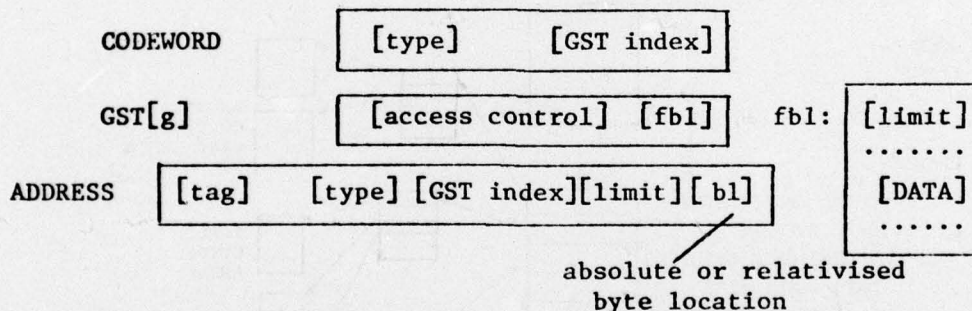 CODEWORD [type] [GST index]
GST[g] [access control] [fbl] fbl: [limit]
.......
ADDRESS [tag] [type] [GST index][limit][ bl] [DATA]
......
absolute or relativised
byte location